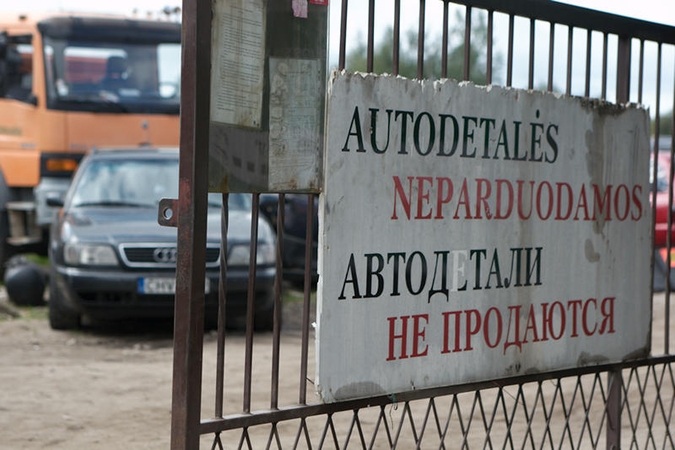 AUTODETALĖS
NEPARDUODAMOS
АВТОДЕТАЛИ
НЕ ПРОДАЮТСЯ